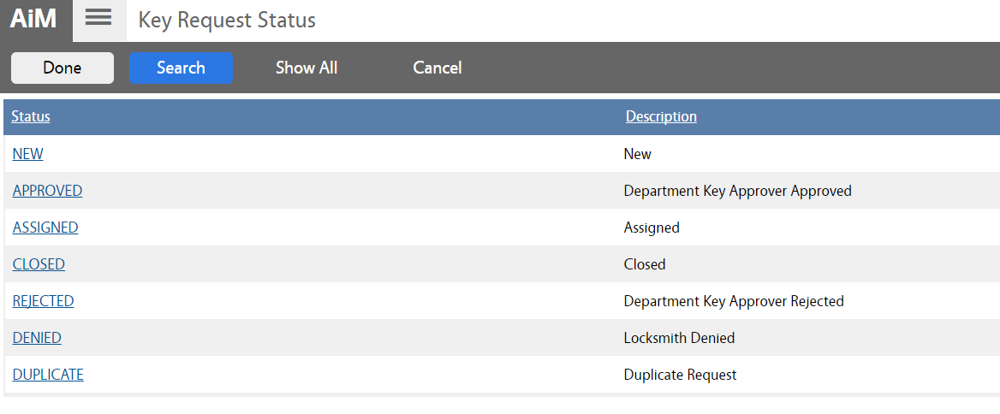 AiM Key Request Status
Done Search Show All Cancel
Status Description
NEW New
APPROVED Department Key Approver Approved
ASSIGNED Assigned
CLOSED Closed
REJECTED Department Key Approver Rejected
DENIED Locksmith Denied
DUPLICATE Duplicate Request